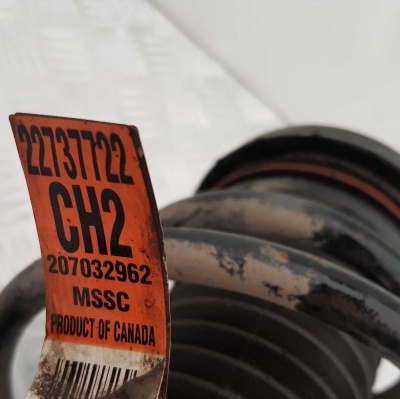 22737722
CH2
207032962
MSSC
PRODUCT OF CANADA